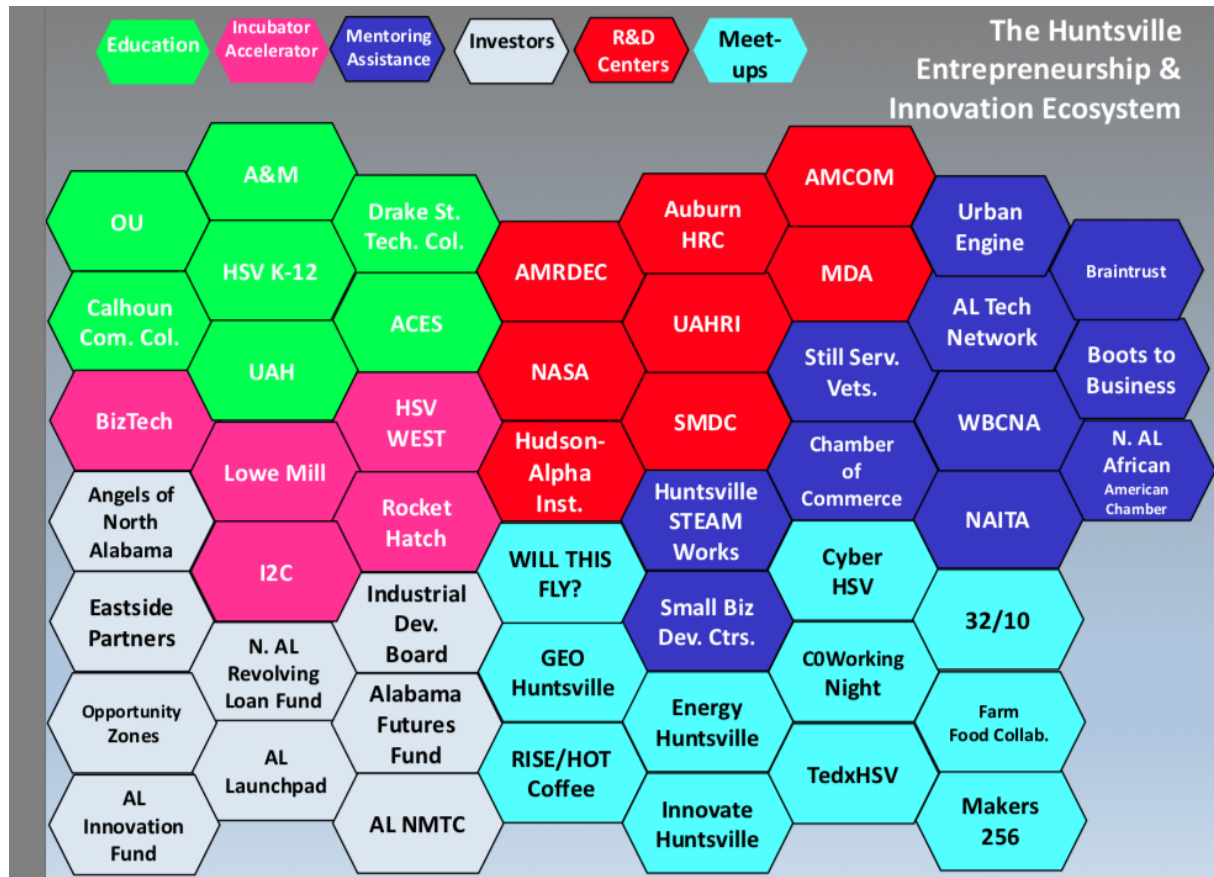 Education
Incubator
Accelerator
Mentoring
Assistance
Investors
R&D
Centers
Meet-
ups
The Huntsville
Entrepreneurship &
Innovation Ecosystem
OU
Calhoun
Com. Col.
BizTech
Angels of
North
Alabama
Eastside
Partners
Opportunity
Zones
AL
Innovation
Fund
A&M
HSV K-12
UAH
Lowe Mill
I2C
N. AL
Revolving
Loan Fund
AL
Launchpad
Drake St.
Tech. Col.
ACES
HSV
WEST
Rocket
Hatch
Industrial
Dev.
Board
Alabama
Futures
Fund
AL NMTC
AMRDEC
NASA
Hudson-
Alpha
Inst.
WILL THIS
FLY?
GEO
Huntsville
RISE/HOT
Coffee
Auburn
HRC
UAHRI
SMDC
Huntsville
STEAM
Works
Small Biz
Dev. Ctrs.
Energy
Huntsville
Innovate
Huntsville
AMCOM
MDA
Still Serv.
Vets.
Chamber
of
Commerce
Cyber
HSV
C0Working
Night
TedxHSV
Urban
Engine
AL Tech
Network
WBCNA
NAITA
32/10
Farm
Food Collab.
Makers
256
Braintrust
Boots to
Business
N. AL
African
American
Chamber